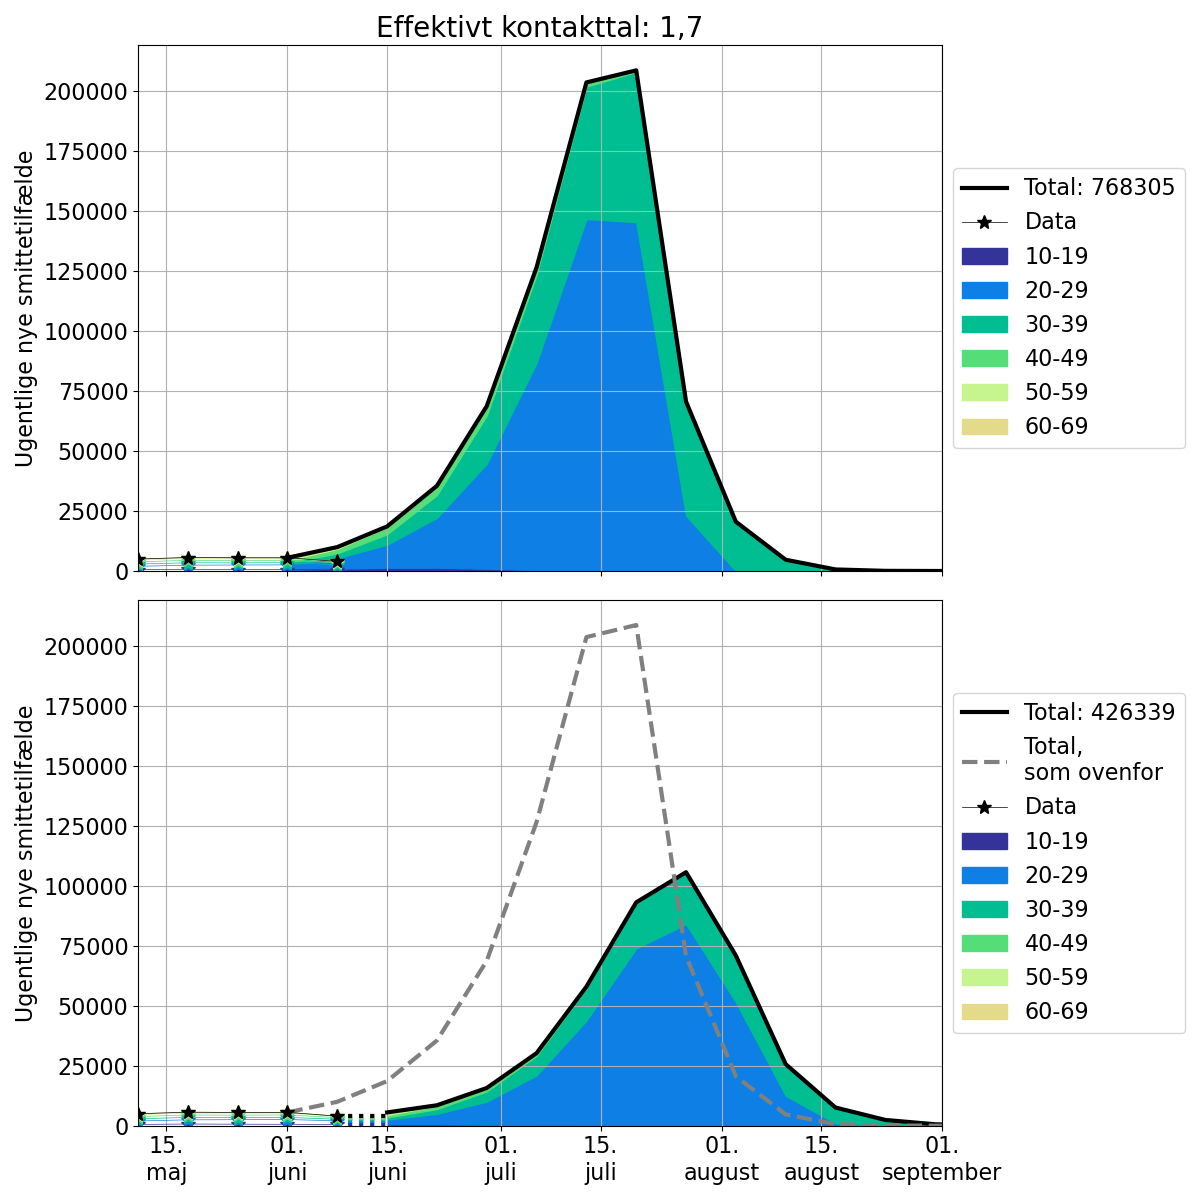 Effektivt kontakttal: 1,7
Ugentlige nye smittetilfælde
200000
175000
150000
125000
100000
75000
50000
25000
0
Total: 768305
Data
10-19
20-29
30-39
40-49
50-59
60-69
Ugentlige nye smittetilfælde
200000
175000
150000
125000
100000
75000
50000
25000
0
15.
maj
01.
juni
15.
juni
01.
juli
15.
juli
01.
august
15.
august
01.
september
Total: 426339
Total,
som ovenfor
Data
10-19
20-29
30-39
40-49
50-59
60-69